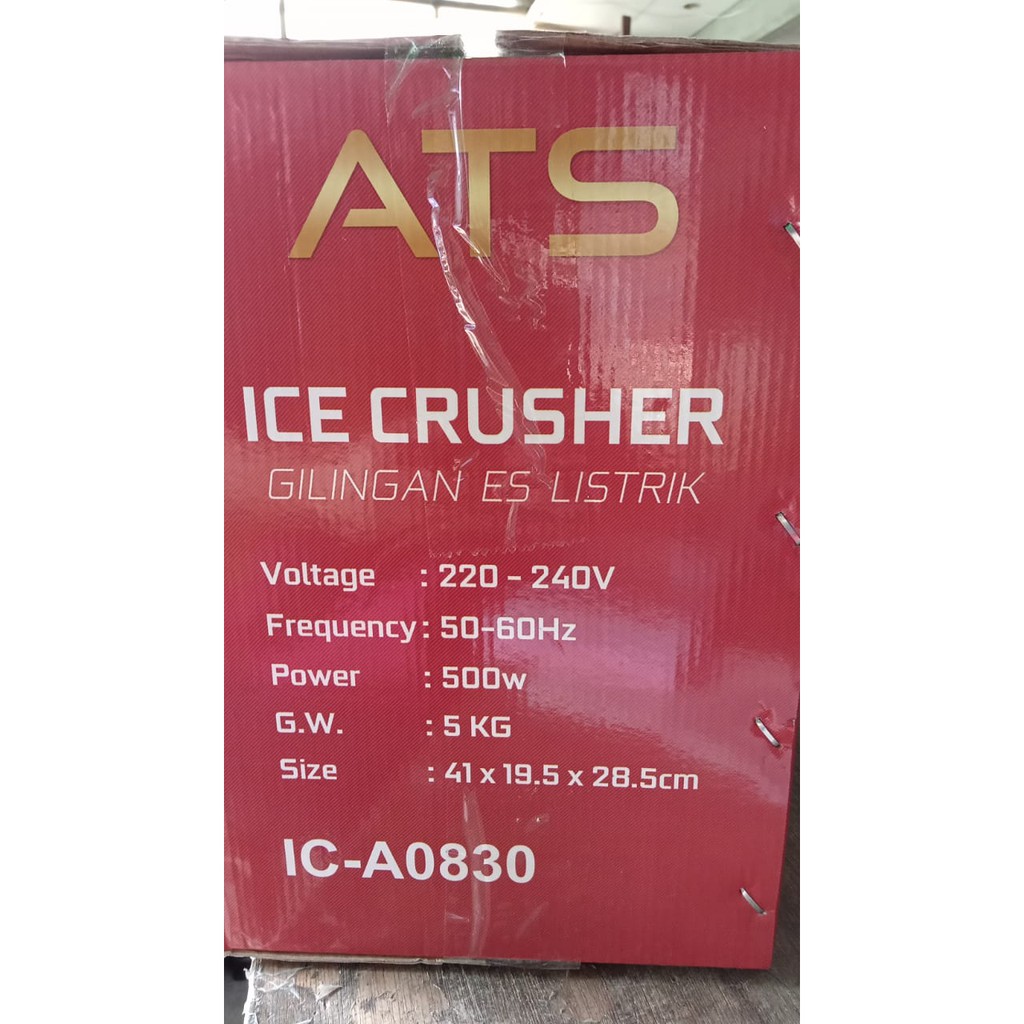 ATS
ICE CRUSHER
GILINGAN ES LISTRIK
Voltage : 220 - 240V
Frequency : 50-60Hz
Power : 500w
G.W. : 5 KG
Size : 41 x 19.5 x 28.5cm
IC-A0830